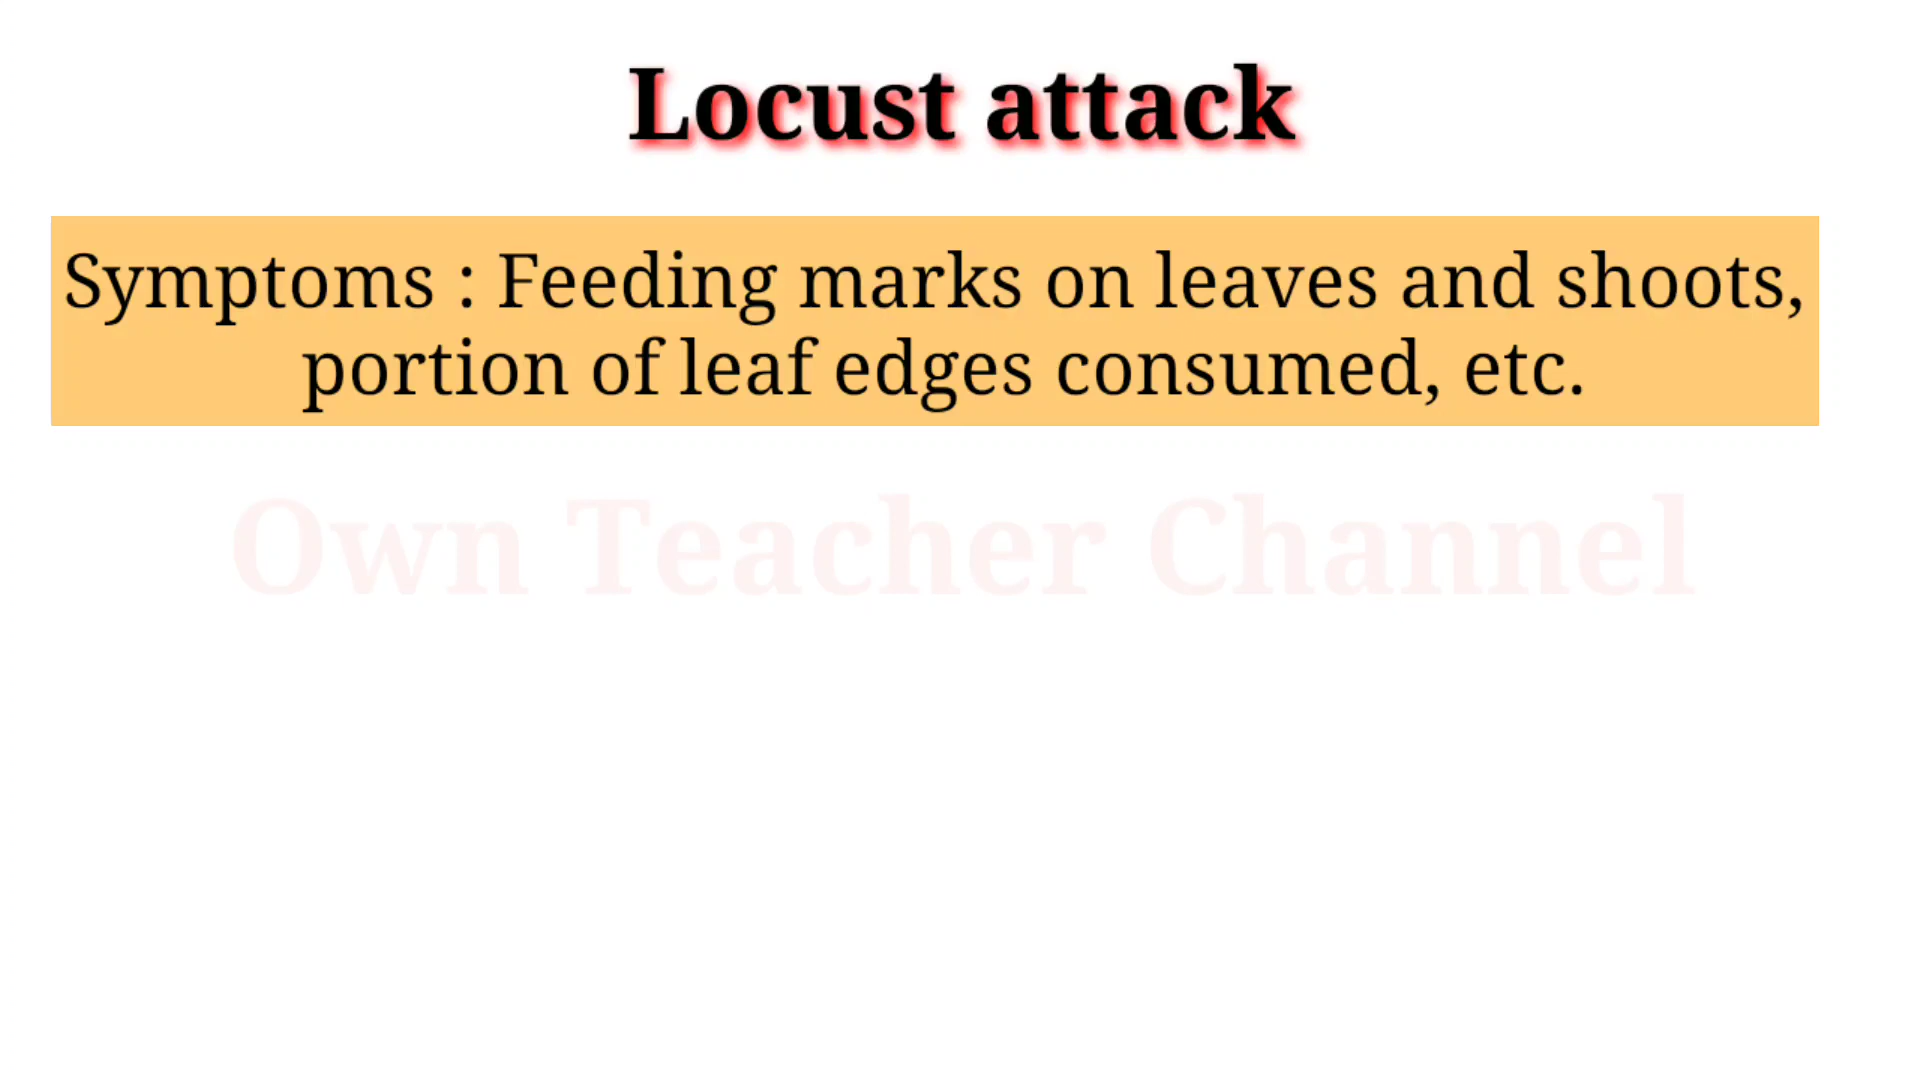 Locust attack
Symptoms : Feeding marks on leaves and shoots,
portion of leaf edges consumed, etc.
Own Teacher Channel